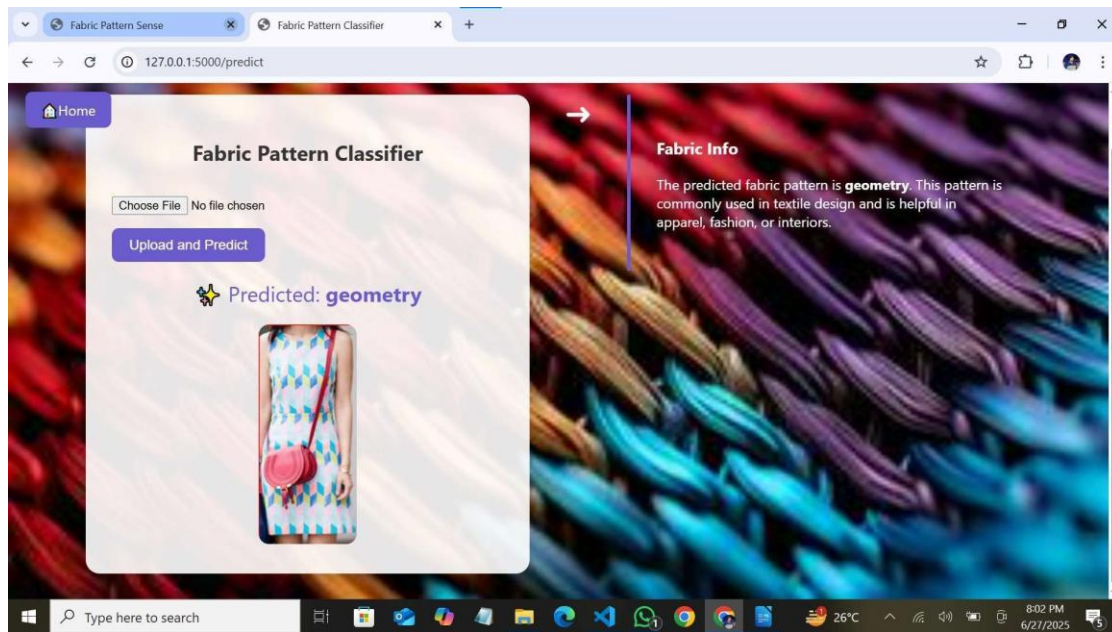 Fabric Pattern Sense
Fabric Pattern Classifier
127.0.0.1:5000/predict
Home
Fabric Pattern Classifier
Choose File No file chosen
Upload and Predict
Predicted: geometry
Fabric Info
The predicted fabric pattern is geometry. This pattern is
commonly used in textile design and is helpful in
apparel, fashion, or interiors.
Type here to search
1
26°C
8:02 PM
6/27/2025
5